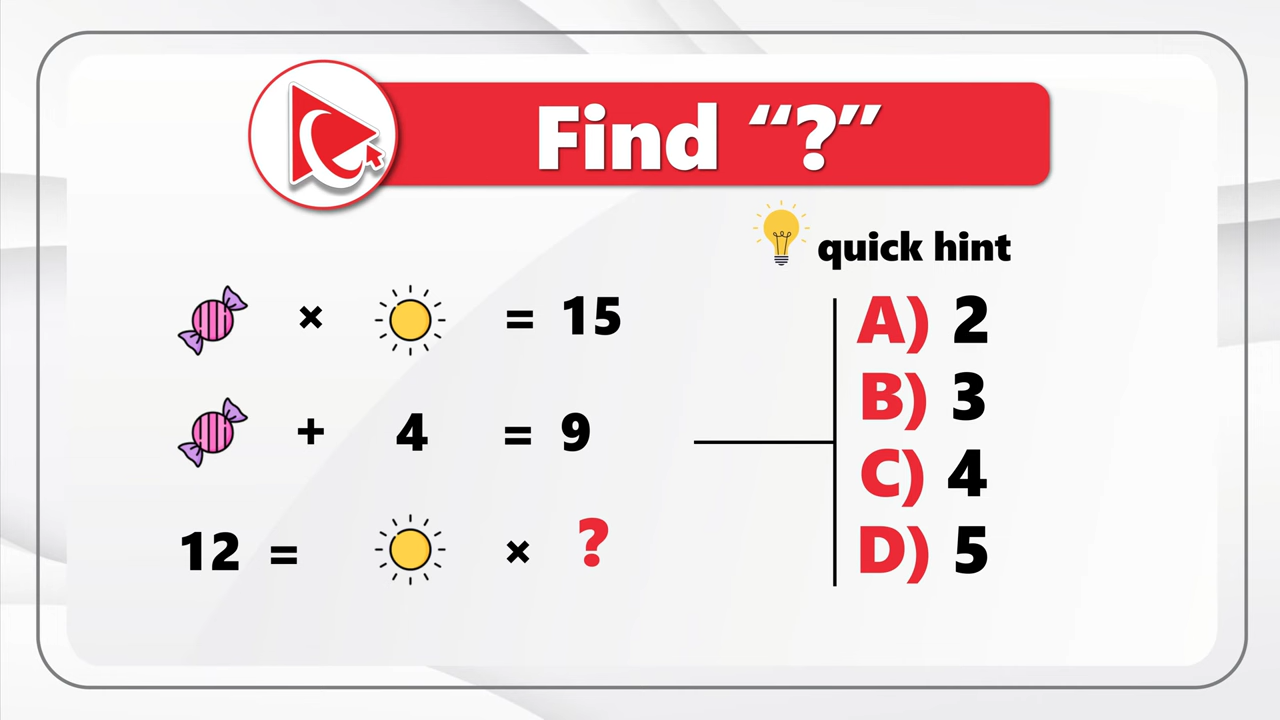 Find “?”
quick hint
× = 15
+ 4 = 9
12 = × ?
A) 2
B) 3
C) 4
D) 5